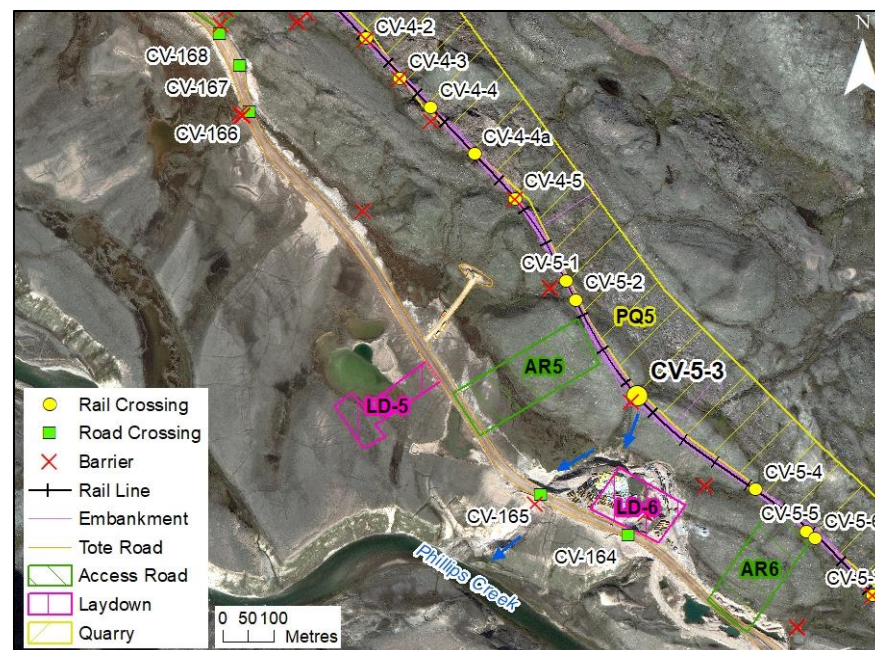 N
CV-4-2
CV-168
CV-4-3
CV-167
CV-4-4
CV-166
CV-4-4a
CV-4-5
CV-5-1
CV-5-2
PQ5
AR5
CV-5-3
LD-5
Rail Crossing
Road Crossing
Barrier
Rail Line
Embankment
Tote Road
Access Road
Laydown
Quarry
CV-5-4
LD-6
CV-165
CV-5-5
CV-5-6
CV-164
AR6
Phillips Creek
0 50 100
Metres